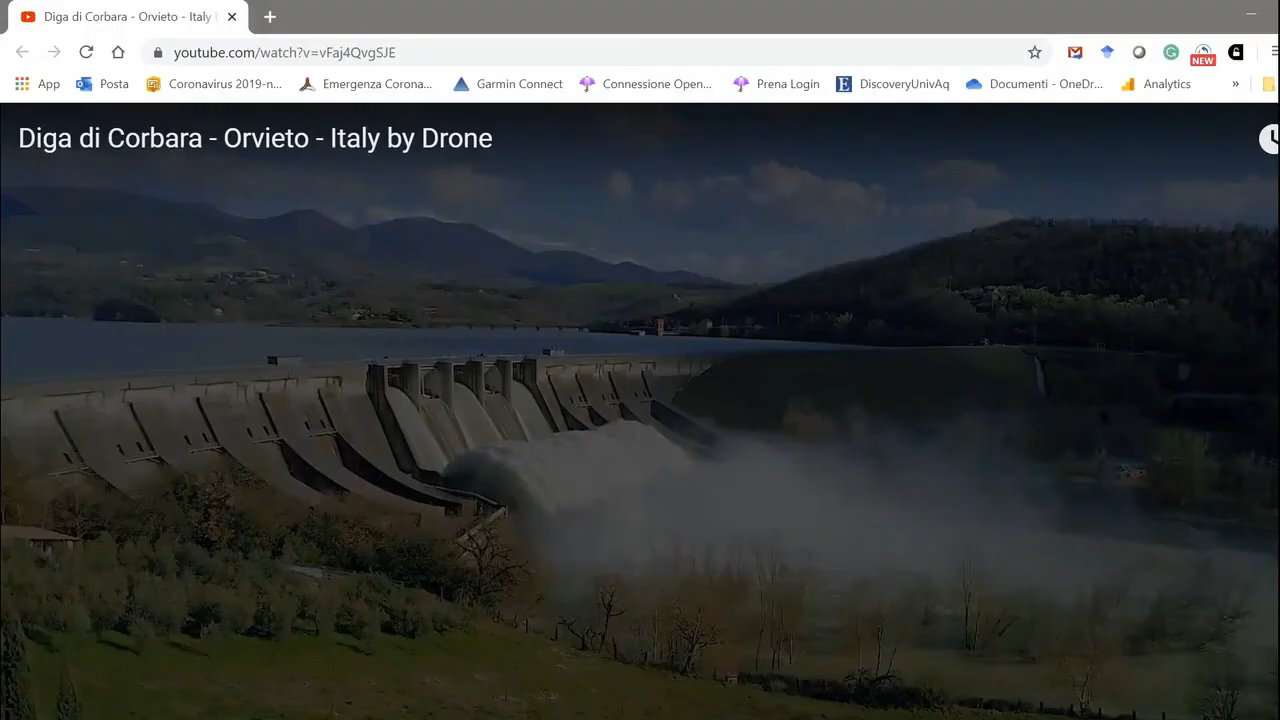 Diga di Corbara - Orvieto - Italy
youtube.com/watch?v=vFaj4QvgSJE
NEW
App Posta Coronavirus 2019-n... Emergenza Corona... Garmin Connect Connessione Open... Prena Login DiscoveryUnivAq Documenti - OneDr... Analytics »
Diga di Corbara - Orvieto - Italy by Drone